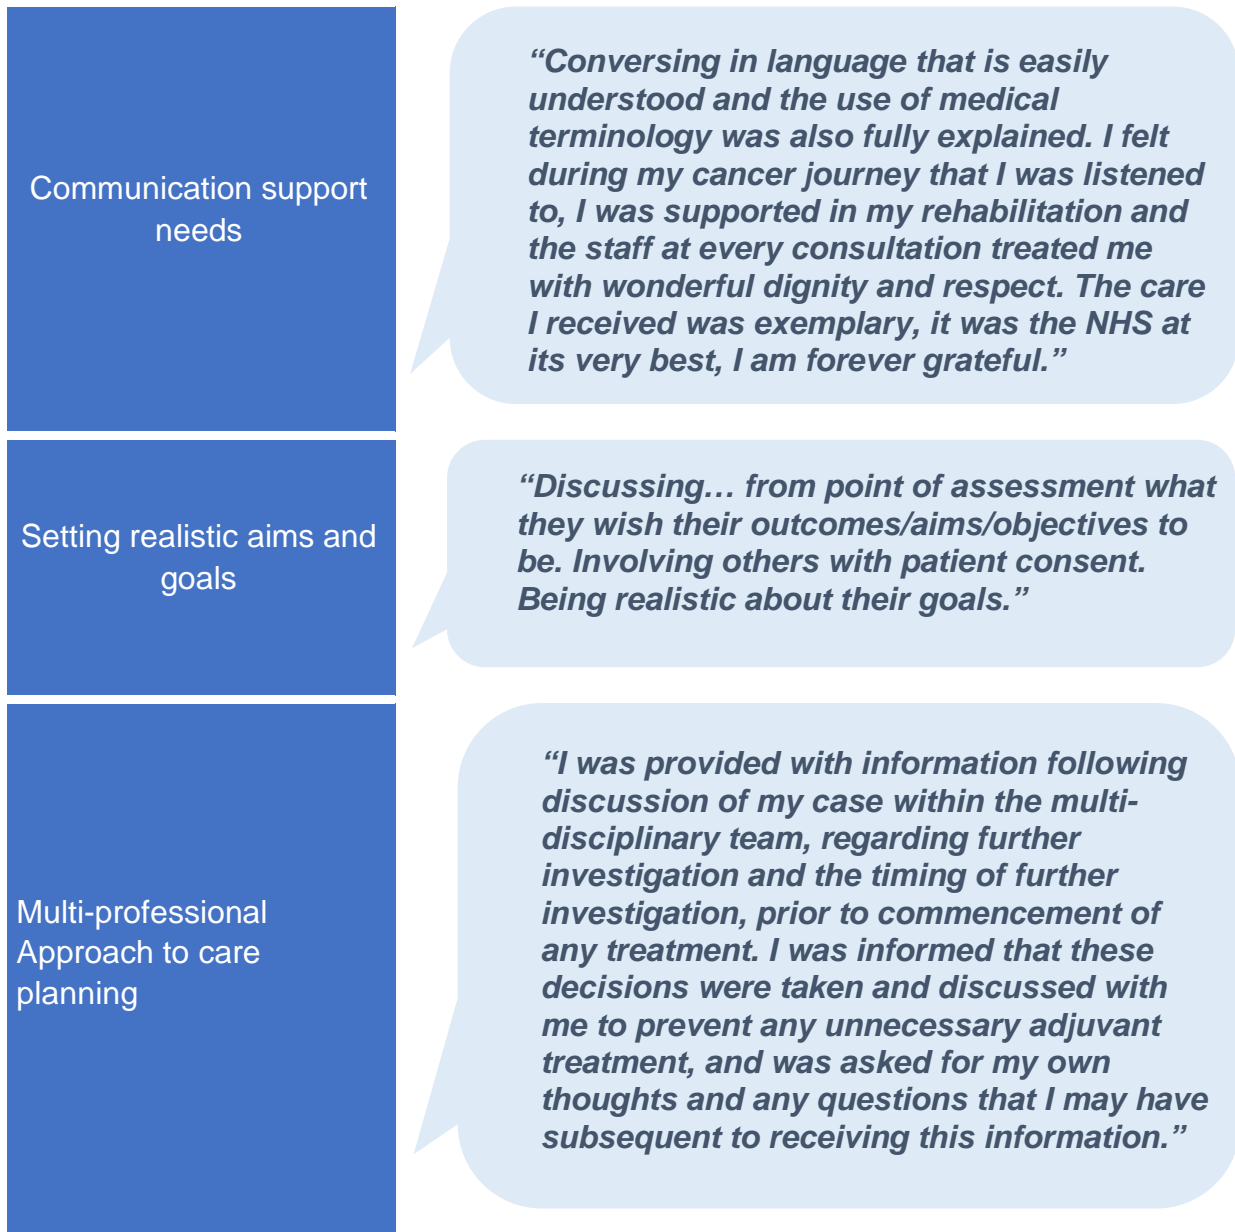 Communication support
needs
“Conversing in language that is easily
understood and the use of medical
terminology was also fully explained. I felt
during my cancer journey that I was listened
to, I was supported in my rehabilitation and
the staff at every consultation treated me
with wonderful dignity and respect. The care
I received was exemplary, it was the NHS at
its very best, I am forever grateful.”
Setting realistic aims and
goals
“Discussing… from point of assessment what
they wish their outcomes/aims/objectives to
be. Involving others with patient consent.
Being realistic about their goals.”
Multi-professional
Approach to care
planning
“I was provided with information following
discussion of my case within the multi-
disciplinary team, regarding further
investigation and the timing of further
investigation, prior to commencement of
any treatment. I was informed that these
decisions were taken and discussed with
me to prevent any unnecessary adjuvant
treatment, and was asked for my own
thoughts and any questions that I may have
subsequent to receiving this information.”